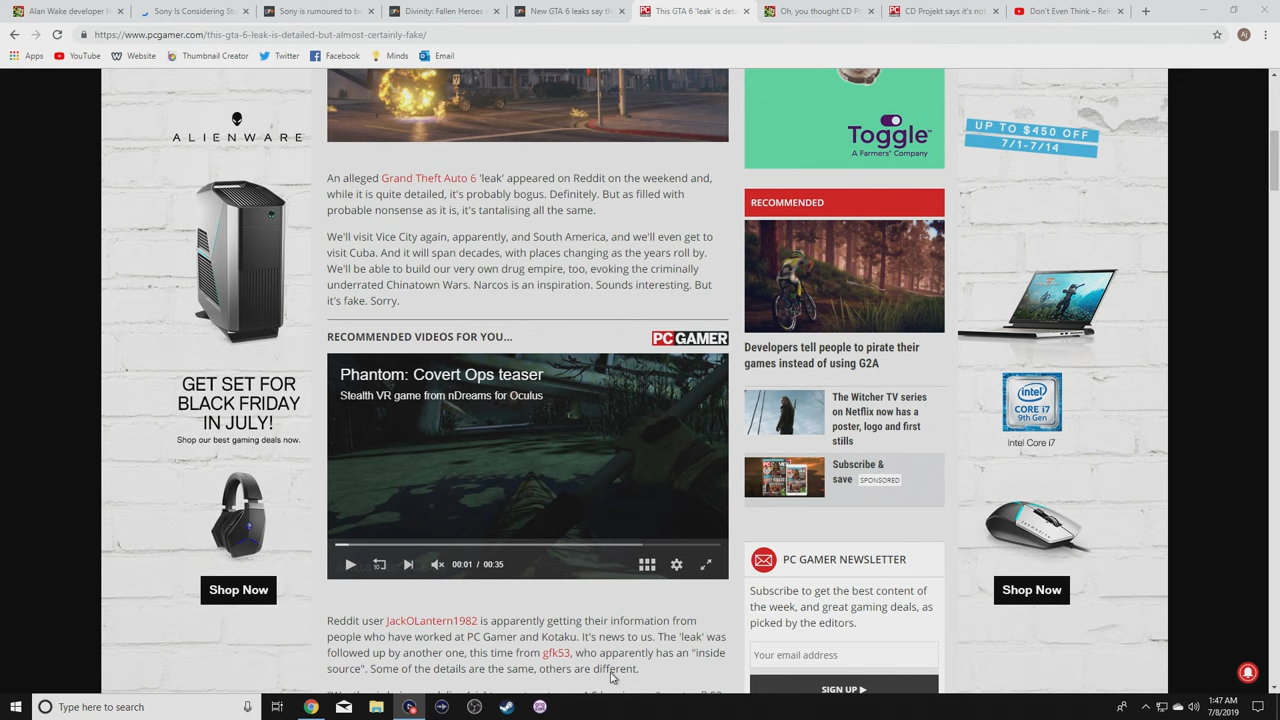 Alan Wake developer h
Sony Is Considering Stu
Sony is rumoured to be
Divinity: Fallen Heroes
New GTA 6 leaks say the
This GTA 6 'leak' is deta
Oh, you thought CD Pr
CD Projekt says it's not
Don't Even Think – Rele
https://www.pcgamer.com/this-gta-6-leak-is-detailed-but-almost-certainly-fake/
Aj
Apps
YouTube
Website
Thumbnail Creator
Twitter
Facebook
Minds
Email
ALIENWARE
GET SET FOR
BLACK FRIDAY
IN JULY!
Shop our best gaming deals now.
Shop Now
An alleged Grand Theft Auto 6 'leak' appeared on Reddit on the weekend and,
while it is quite detailed, it's probably bogus. Definitely. But as filled with
probable nonsense as it is, it's tantalising all the same.
We'll visit Vice City again, apparently, and South America, and we'll even get to
visit Cuba. And it will span decades, with places changing as the years roll by.
We'll be able to build our very own drug empire, too, evoking the criminally
underrated Chinatown Wars. Narcos is an inspiration. Sounds interesting. But
it's fake. Sorry.
RECOMMENDED VIDEOS FOR YOU...
PC GAMER
Phantom: Covert Ops teaser
Stealth VR game from nDreams for Oculus
00:01 / 00:35
Reddit user JackOLantern1982 is apparently getting their information from
people who have worked at PC Gamer and Kotaku. It's news to us. The 'leak' was
followed up by another one, this time from gfk53, who apparently has an "inside
source". Some of the details are the same, others are different.
Toggle
A Farmers® Company
RECOMMENDED
Developers tell people to pirate their
games instead of using G2A
The Witcher TV series
on Netflix now has a
poster, logo and first
stills
Subscribe &
save SPONSORED
PC GAMER NEWSLETTER
Subscribe to get the best content of
the week, and great gaming deals, as
picked by the editors.
Your email address
SIGN UP ▶
UP TO $450 OFF
7/1-7/14
intel
CORE i7
9th Gen
Intel Core i7
Shop Now
Type here to search
1:47 AM
7/8/2019